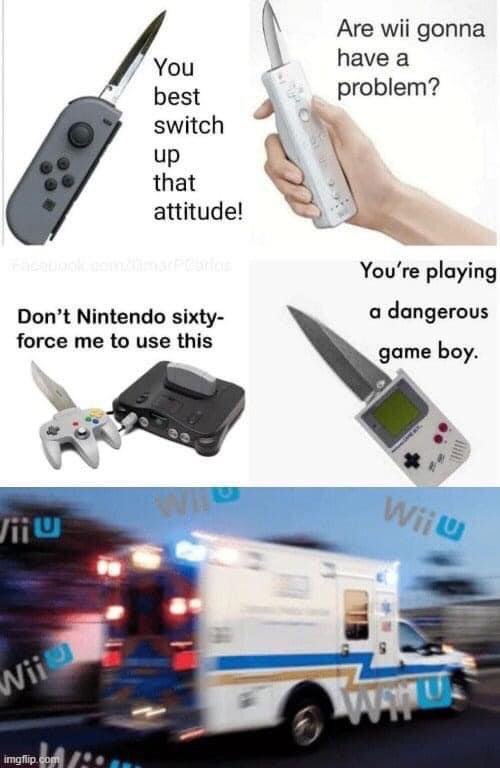 You
best
switch
up
that
attitude!
Are wii gonna
have a
problem?
Don't Nintendo sixty-
force me to use this
You're playing
a dangerous
game boy.
Wii U
Wii U
Wii U
Wii U
Wii U
imgflip.com